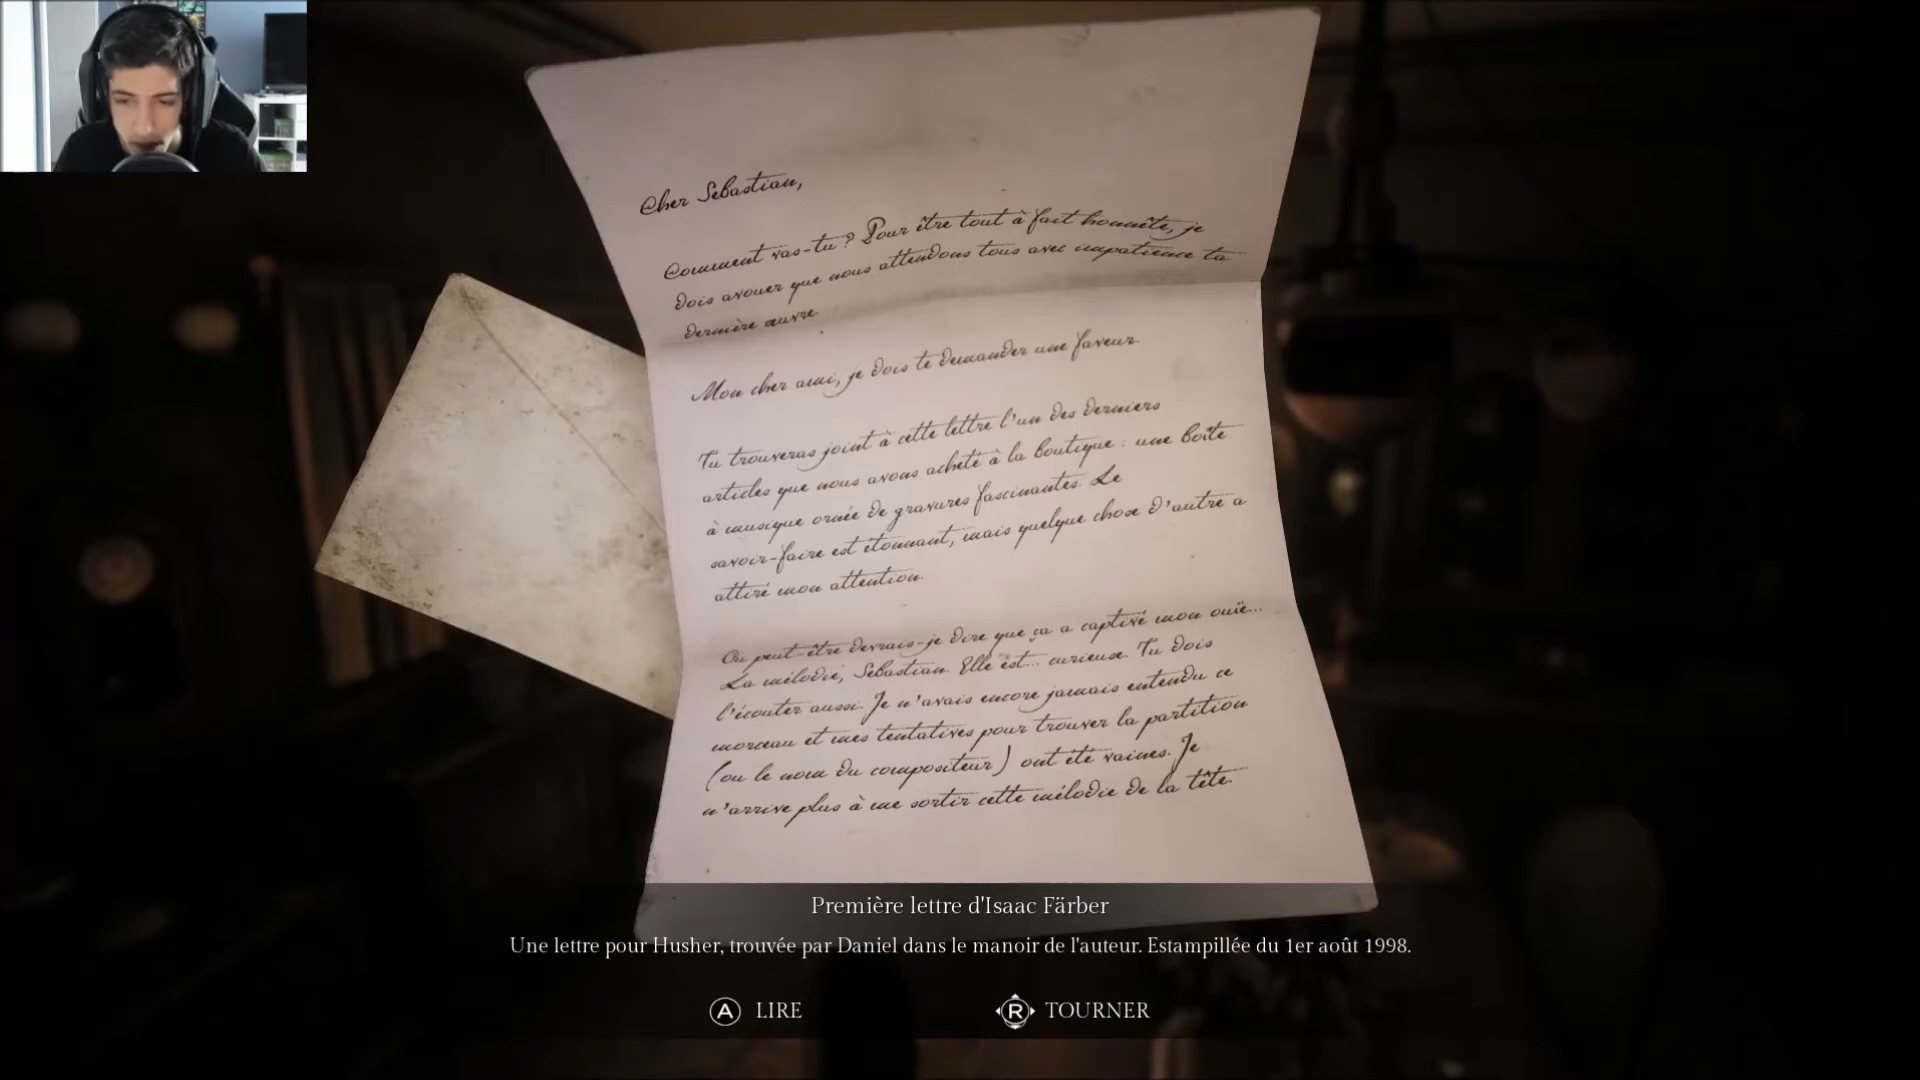 Cher Sebastian,
Comment vas-tu ? Pour être tout à fait honnête, je
dois avouer que nous attendons tous avec impatience ta
dernière œuvre.
Mon cher ami, je dois te demander une faveur.
Tu trouveras joint à cette lettre l'un des derniers
articles que nous avons acheté à la boutique : une boîte
à musique ornée de gravures fascinantes. Le
savoir-faire est étonnant, mais quelque chose d'autre a
attiré mon attention.
Ou peut-être devrais-je dire que ça a captivé mon ouïe...
La mélodie, Sebastian. Elle est... curieuse. Tu dois
l'écouter aussi. Je n'avais encore jamais entendu ce
morceau et mes tentatives pour trouver la partition
(ou le nom du compositeur) ont été vaines. Je
n'arrive plus à me sortir cette mélodie de la tête.
Première lettre d'Isaac Färber
Une lettre pour Husher, trouvée par Daniel dans le manoir de l'auteur. Estampillée du 1er août 1998.
A LIRE R TOURNER